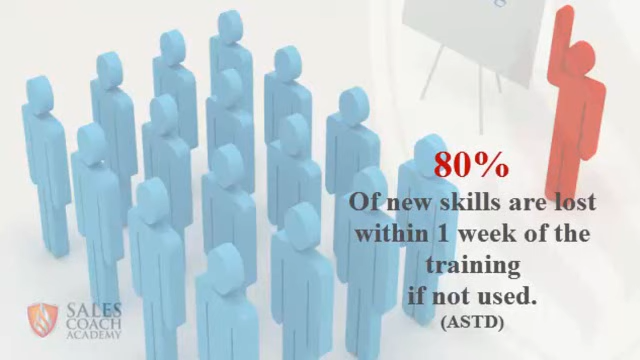 80%
Of new skills are lost
within 1 week of the
training
if not used.
(ASTD)
SALES
COACH
ACADEMY